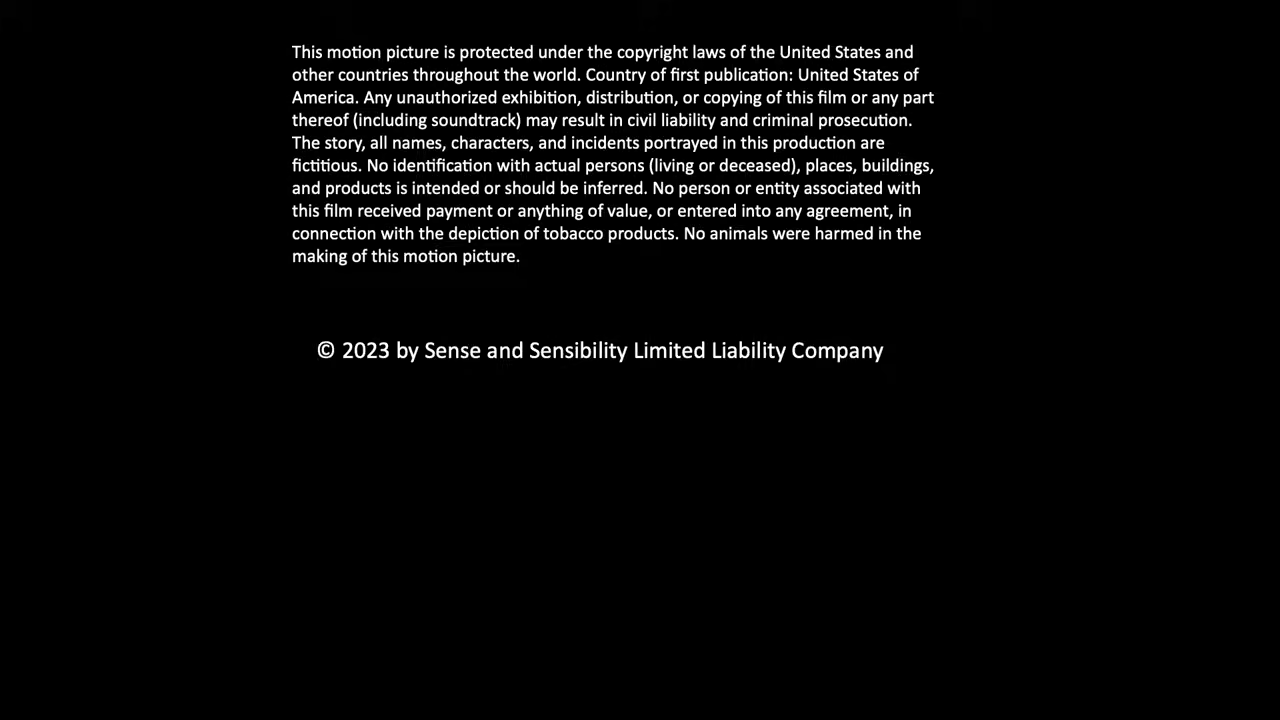 This motion picture is protected under the copyright laws of the United States and
other countries throughout the world. Country of first publication: United States of
America. Any unauthorized exhibition, distribution, or copying of this film or any part
thereof (including soundtrack) may result in civil liability and criminal prosecution.
The story, all names, characters, and incidents portrayed in this production are
fictitious. No identification with actual persons (living or deceased), places, buildings,
and products is intended or should be inferred. No person or entity associated with
this film received payment or anything of value, or entered into any agreement, in
connection with the depiction of tobacco products. No animals were harmed in the
making of this motion picture.
© 2023 by Sense and Sensibility Limited Liability Company